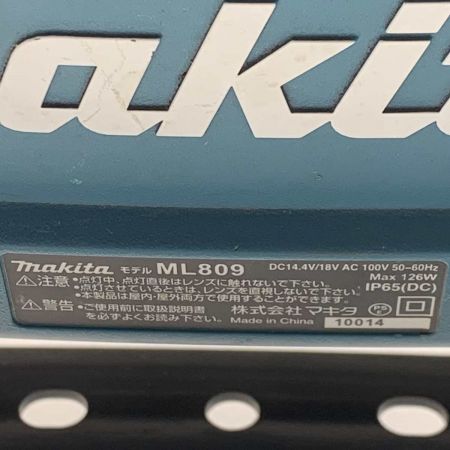 makita
makita モデル ML809 DC14.4V/18V AC 100V 50-60Hz
Max 126W
IP65(DC)
⚠注意 •点灯中、点灯直後はレンズに触れないで下さい。
•点灯させているときは、レンズを直視しないで下さい。
•本製品は屋内・屋外両方で使用することができます。
⚠警告 •ご使用前に取扱説明書 株式会社 マキタ PSE
を必ずよくお読み下さい。 Made in China 10014